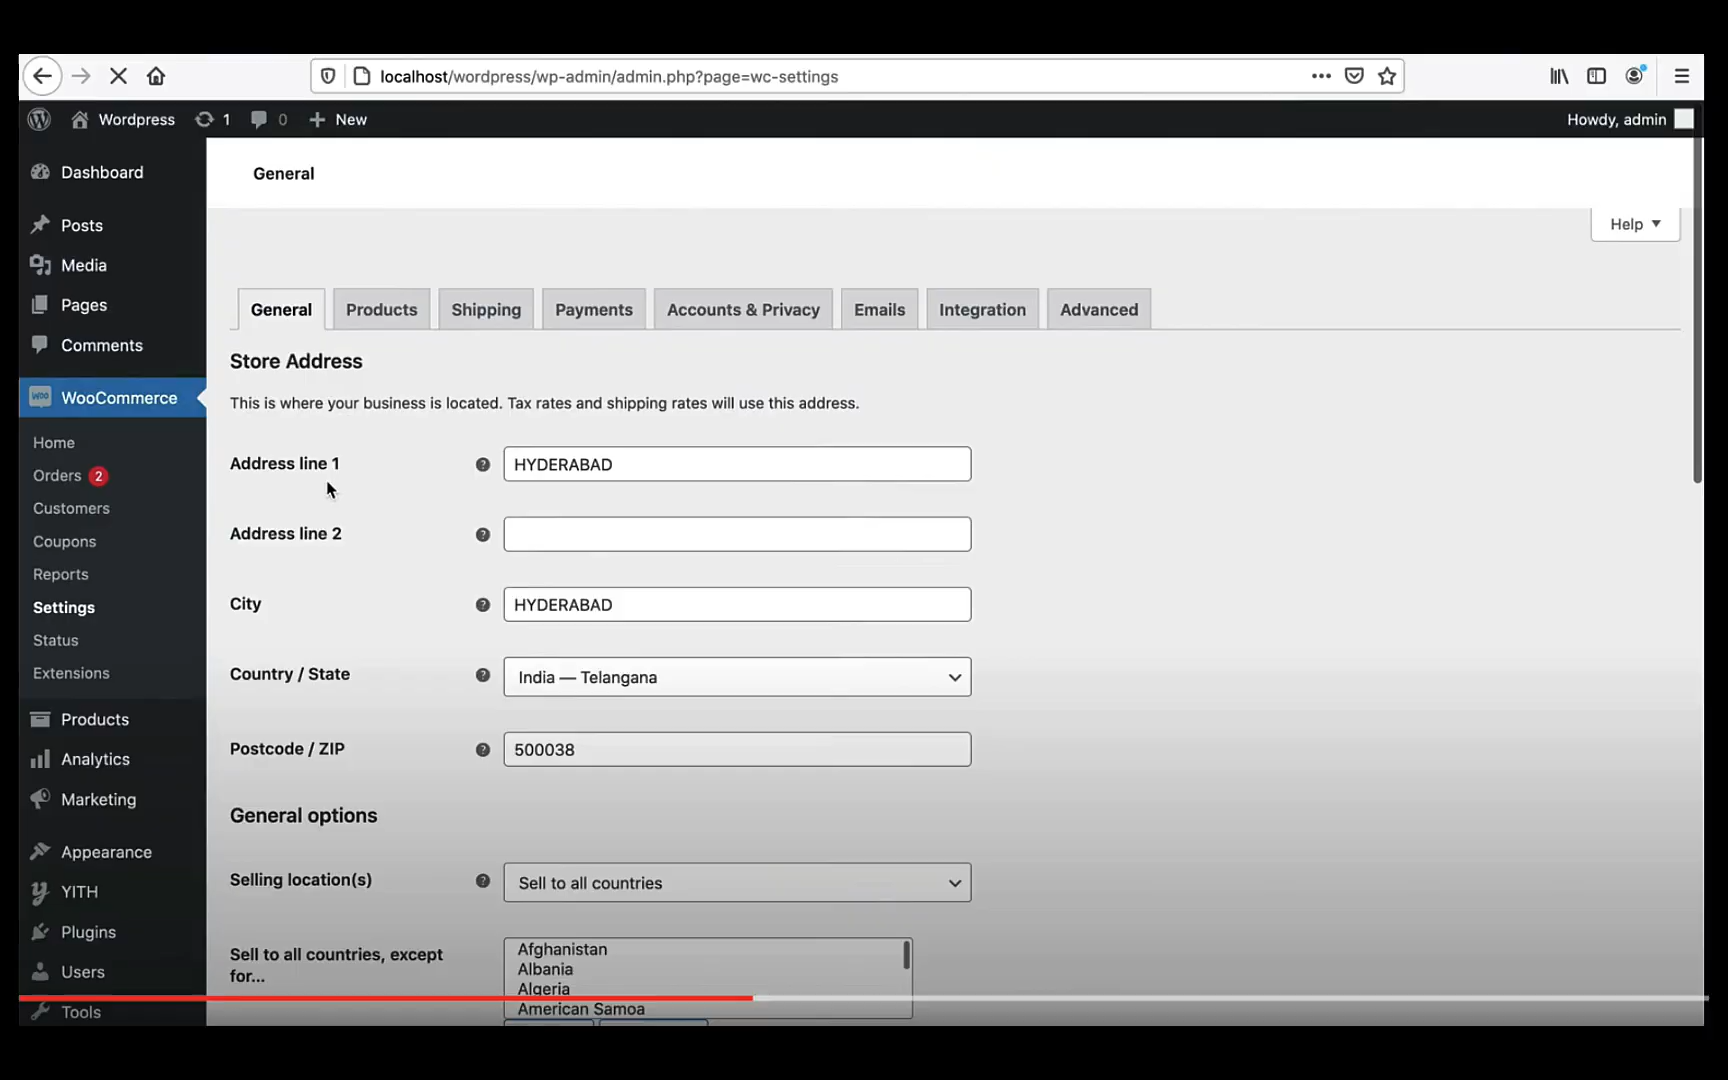 localhost/wordpress/wp-admin/admin.php?page=wc-settings
Wordpress 1 0 + New
Howdy, admin
Dashboard
Posts
Media
Pages
Comments
WooCommerce
Home
Orders 2
Customers
Coupons
Reports
Settings
Status
Extensions
Products
Analytics
Marketing
Appearance
YITH
Plugins
Users
Tools
General
Help
General Products Shipping Payments Accounts & Privacy Emails Integration Advanced
Store Address
This is where your business is located. Tax rates and shipping rates will use this address.
Address line 1 HYDERABAD
Address line 2
City HYDERABAD
Country / State India — Telangana
Postcode / ZIP 500038
General options
Selling location(s) Sell to all countries
Sell to all countries, except
for...
Afghanistan
Albania
Algeria
American Samoa